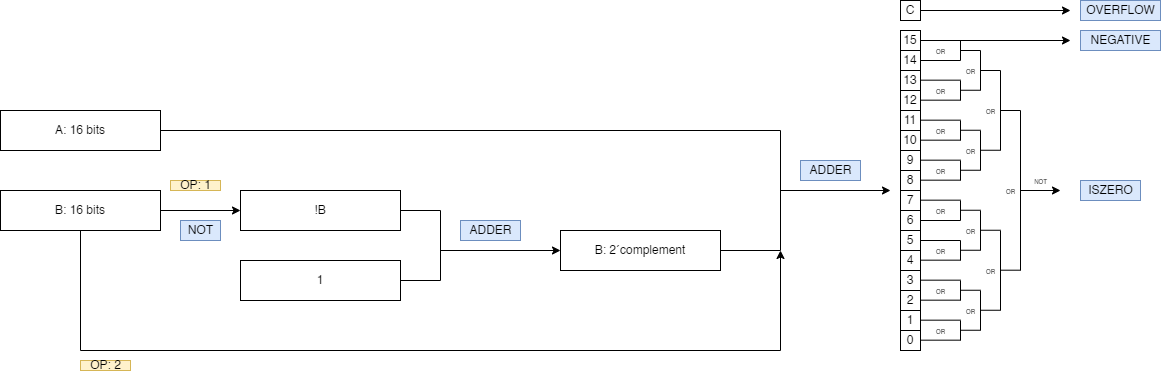 C
OVERFLOW
15
NEGATIVE
OR
14
OR
13
OR
12
OR
11
OR
10
OR
9
OR
8
A: 16 bits
ADDER
OP: 1
B: 16 bits
NOT
!B
ADDER
1
B: 2´complement
OR
NOT
ISZERO
7
OR
6
OR
5
OR
4
OR
3
OR
2
OR
1
OR
0
OP: 2